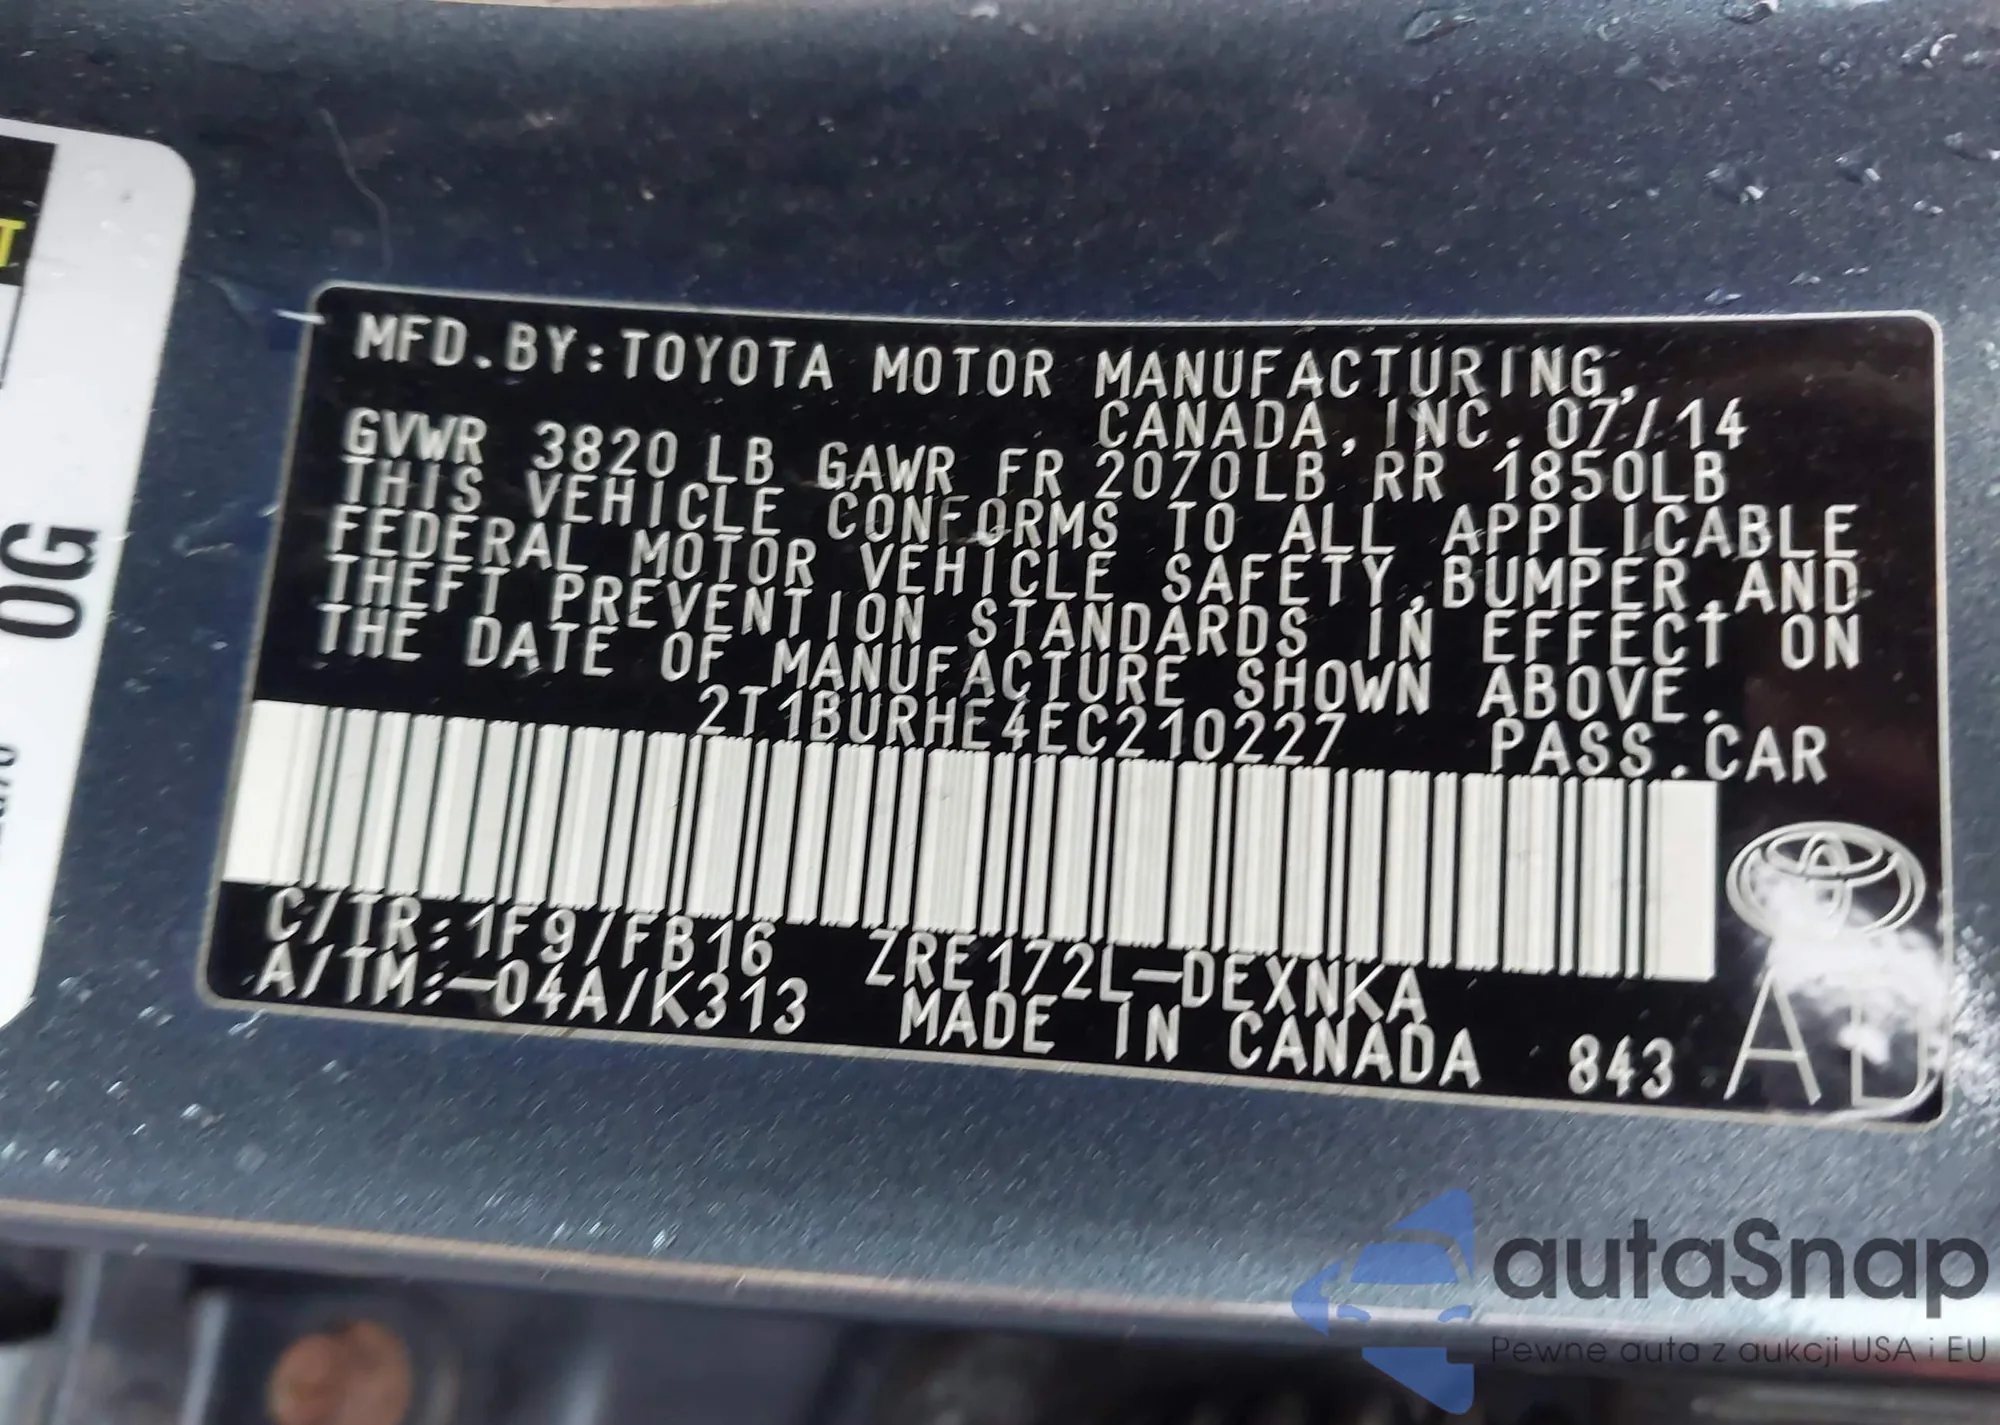 T
OG
MFD.BY:TOYOTA MOTOR MANUFACTURING,
CANADA, INC. 07/14
GVWR 3820 LB GAWR FR 2070LB RR 1850LB
THIS VEHICLE CONFORMS TO ALL APPLICABLE
FEDERAL MOTOR VEHICLE SAFETY,BUMPER,AND
THEFT PREVENTION STANDARDS IN EFFECT ON
THE DATE OF MANUFACTURE SHOWN ABOVE.
2T1BURHE4EC210227 PASS.CAR
C/TR:1F9/FB16 ZRE172L-DEXNKA
A/TM:-04A/K313 MADE IN CANADA 843
AD
autaSnap
Pewne auta z aukcji USA i EU